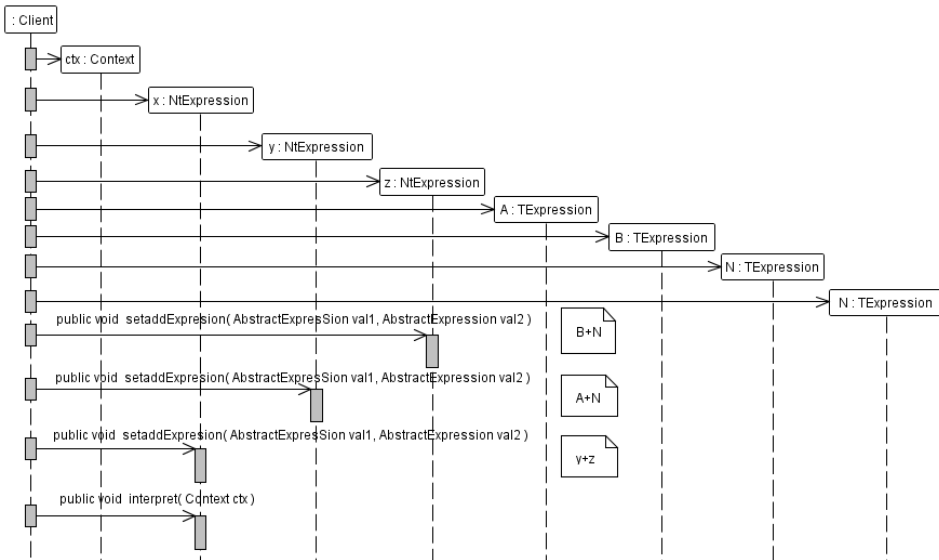 : Client
ctx : Context
x : NtExpression
y : NtExpression
z : NtExpression
A : TExpression
B : TExpression
N : TExpression
N : TExpression
public void setaddExpresion( AbstractExpresSion val1, AbstractExpression val2 )
B+N
public void setaddExpresion( AbstractExpresSion val1, AbstractExpression val2 )
A+N
public void setaddExpresion( AbstractExpresSion val1, AbstractExpression val2 )
y+z
public void interpret( Context ctx )